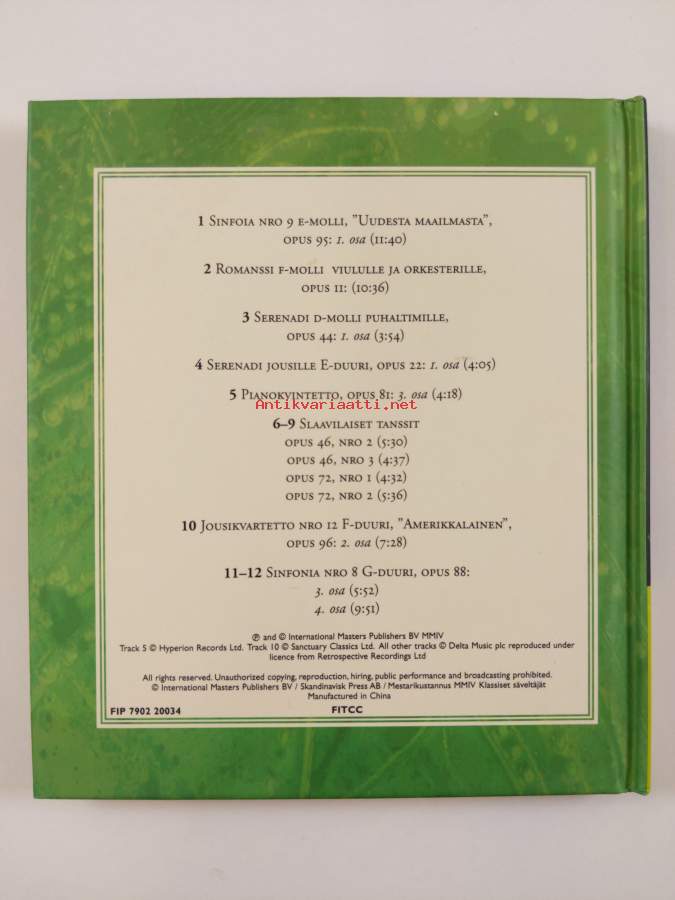 1 Sinfoia nro 9 e-molli, "Uudesta maailmasta",
opus 95: 1. osa (11:40)
2 Romanssi f-molli viululle ja orkesterille,
opus 11: (10:36)
3 Serenadi d-molli puhaltimille,
opus 44: 1. osa (3:54)
4 Serenadi jousille E-duuri, opus 22: 1. osa (4:05)
5 Pianokvintetto, opus 81: 3. osa (4:18)
Antikvariaatti.net
6–9 Slaavilaiset tanssit
opus 46, nro 2 (5:30)
opus 46, nro 3 (4:37)
opus 72, nro 1 (4:32)
opus 72, nro 2 (5:36)
10 Jousikvartetto nro 12 F-duuri, "Amerikkalainen",
opus 96: 2. osa (7:28)
11–12 Sinfonia nro 8 G-duuri, opus 88:
3. osa (5:52)
4. osa (9:51)
℗ and © International Masters Publishers BV MMIV
Track 5 © Hyperion Records Ltd. Track 10 © Sanctuary Classics Ltd. All other tracks © Delta Music plc reproduced under
licence from Retrospective Recordings Ltd
All rights reserved. Unauthorized copying, reproduction, hiring, public performance and broadcasting prohibited.
© International Masters Publishers BV / Skandinavisk Press AB / Mestarikustannus MMIV Klassiset säveltäjät
Manufactured in China
FIP 7902 20034
FITCC